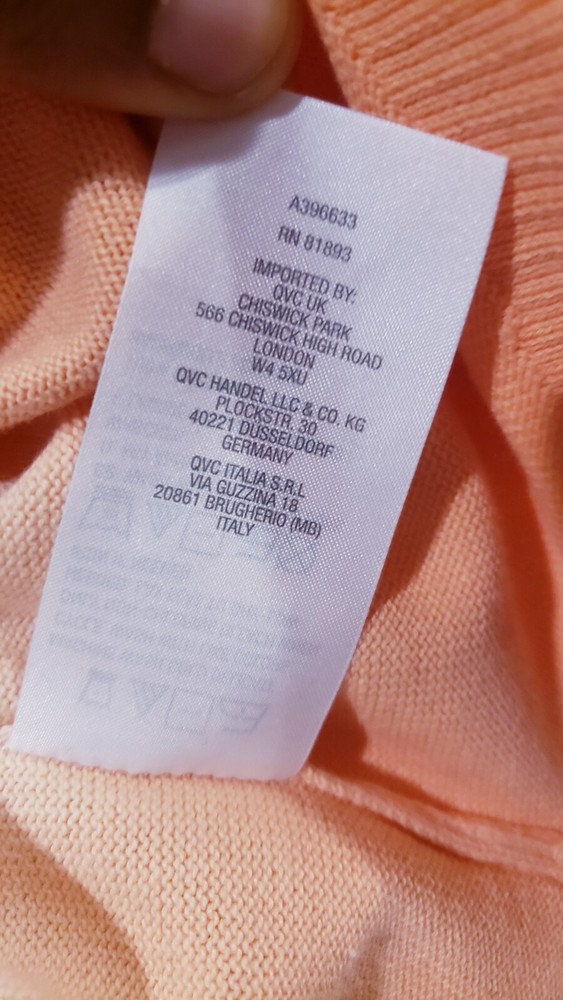 A396633
RN 81893
IMPORTED BY:
QVC UK
CHISWICK PARK
566 CHISWICK HIGH ROAD
LONDON
W4 5XU
QVC HANDEL LLC & CO. KG
PLOCKSTR. 30
40221 DÜSSELDORF
GERMANY
QVC ITALIA S.R.L
VIA GUZZINA 18
20861 BRUGHERIO (MB)
ITALY